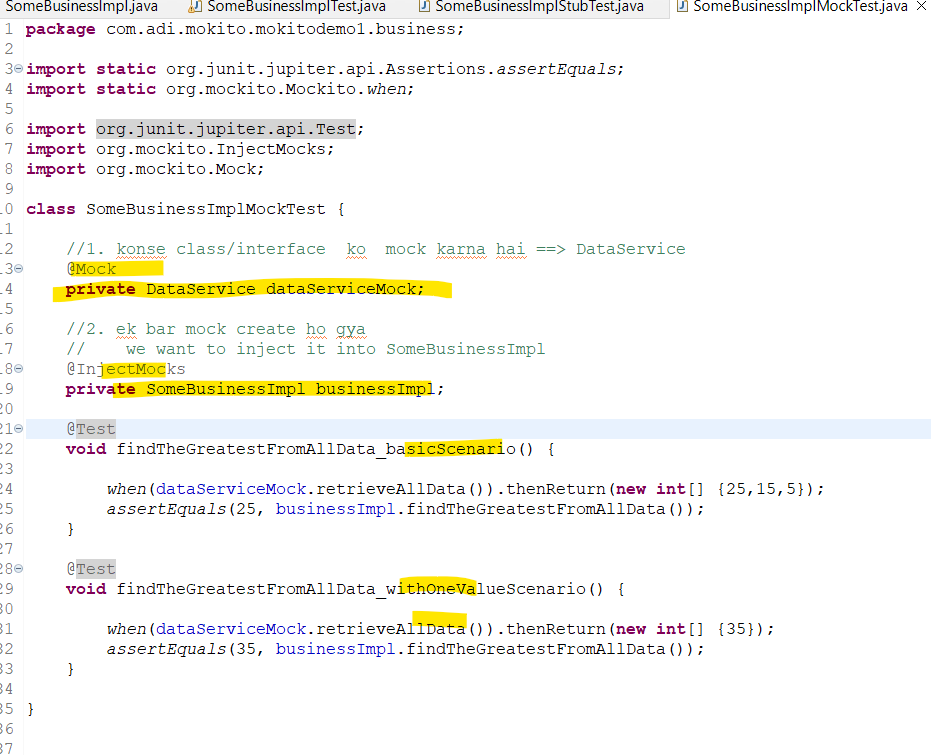 SomeBusinessImpl.java SomeBusinessImplTest.java SomeBusinessImplStubTest.java SomeBusinessImplMockTest.java
1 package com.adi.mokito.mokitodemo1.business;
2
3 import static org.junit.jupiter.api.Assertions.assertEquals;
4 import static org.mockito.Mockito.when;
5
6 import org.junit.jupiter.api.Test;
7 import org.mockito.InjectMocks;
8 import org.mockito.Mock;
9
10 class SomeBusinessImplMockTest {
11
12 //1. konse class/interface ko mock karna hai ==> DataService
13 @Mock
14 private DataService dataServiceMock;
15
16 //2. ek bar mock create ho gya
17 // we want to inject it into SomeBusinessImpl
18 @InjectMocks
19 private SomeBusinessImpl businessImpl;
20
21 @Test
22 void findTheGreatestFromAllData_basicScenario() {
23
24 when(dataServiceMock.retrieveAllData()).thenReturn(new int[] {25,15,5});
25 assertEquals(25, businessImpl.findTheGreatestFromAllData());
26 }
27
28 @Test
29 void findTheGreatestFromAllData_withOneValueScenario() {
30
31 when(dataServiceMock.retrieveAllData()).thenReturn(new int[] {35});
32 assertEquals(35, businessImpl.findTheGreatestFromAllData());
33 }
34
35 }
36
37